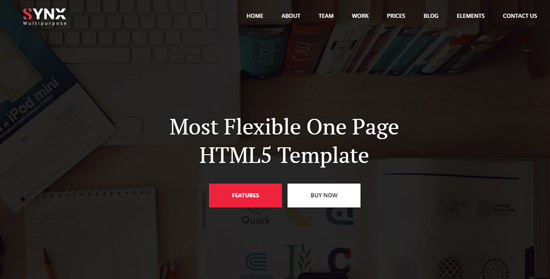 SYNX
Multipurpose
HOME ABOUT TEAM WORK PRICES BLOG ELEMENTS CONTACT US
iPod mini
Most Flexible One Page
HTML5 Template
FEATURES BUY NOW
Quark